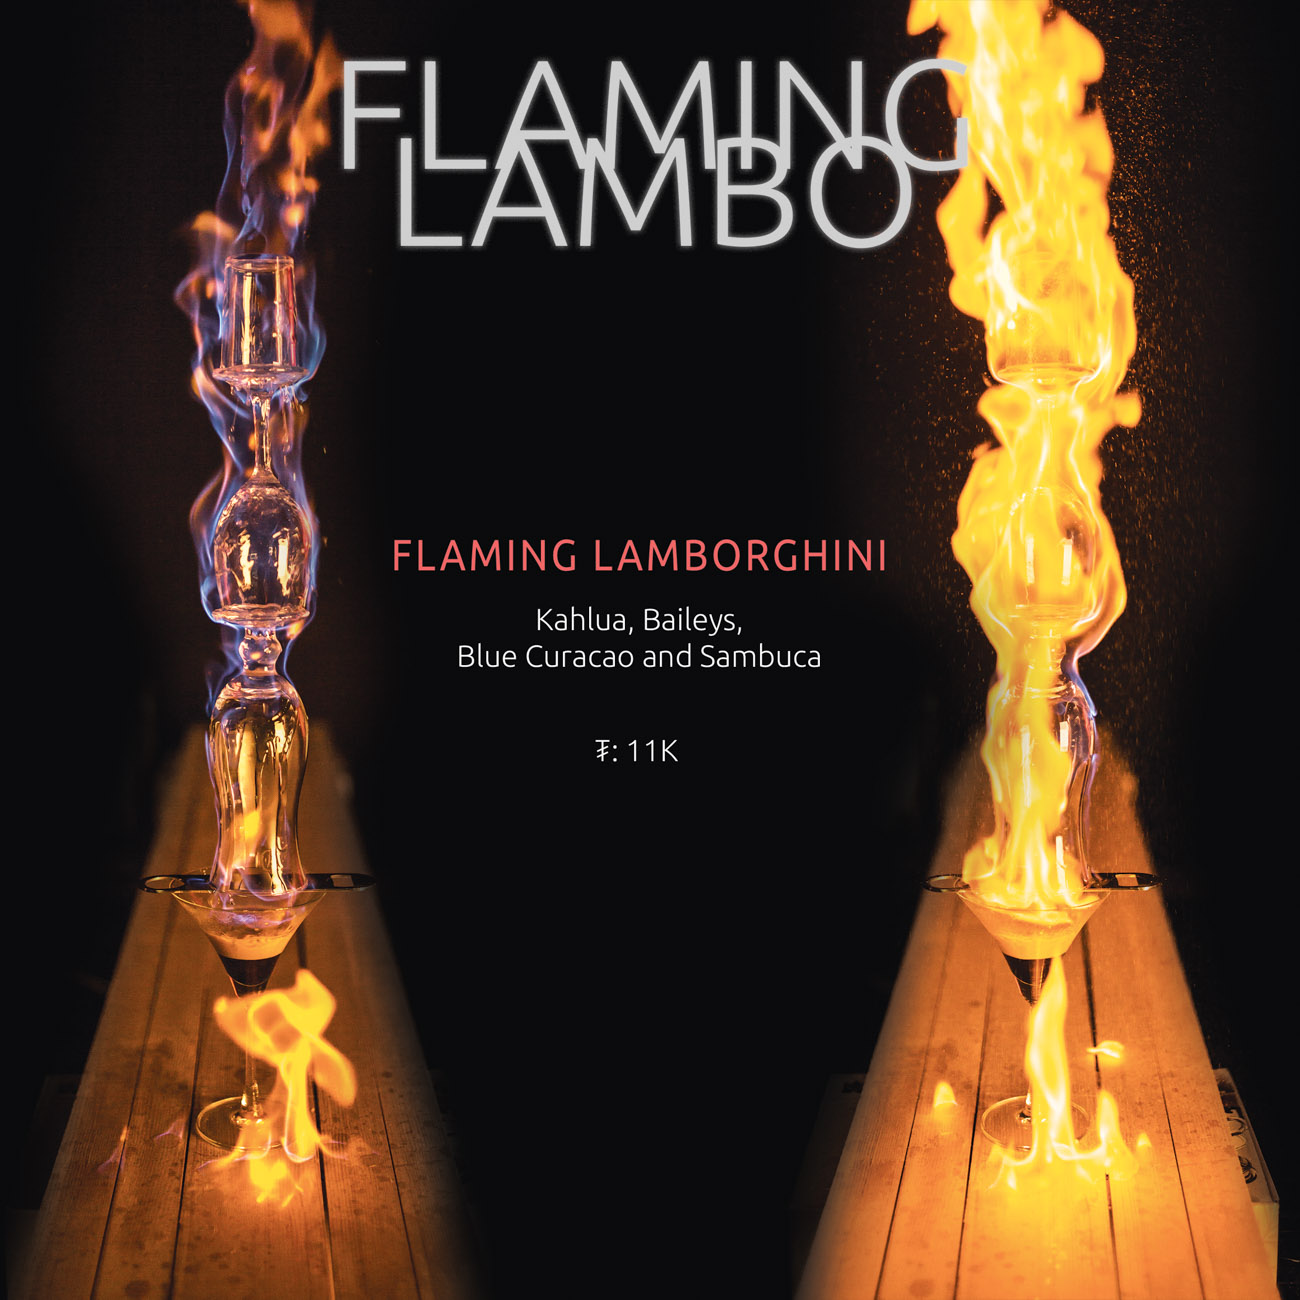 FLAMING
LAMBO
FLAMING LAMBORGHINI
Kahlua, Baileys,
Blue Curacao and Sambuca
₮: 11K